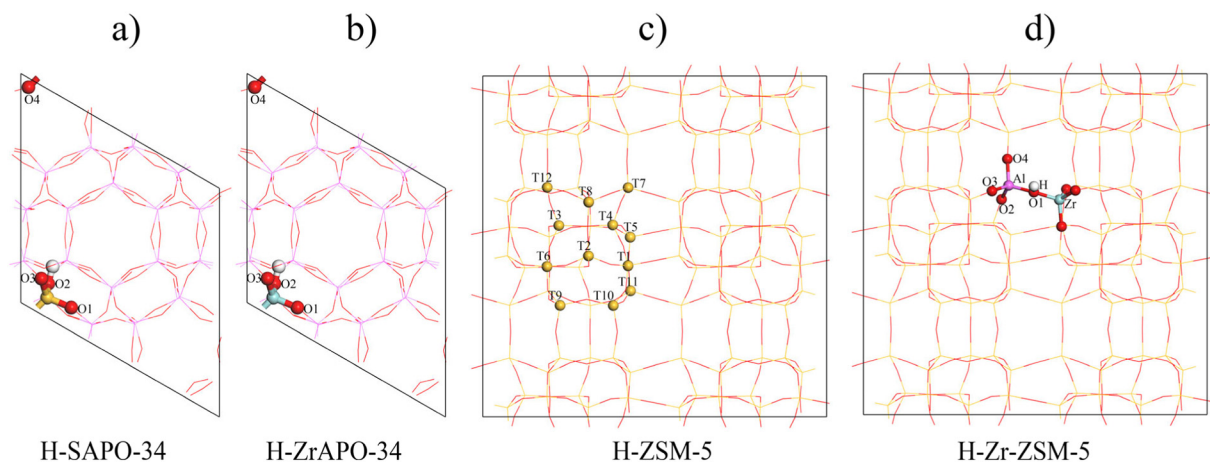 a)
b)
c)
d)
O4
O3
O2
O1
H-SAPO-34
O4
O3
O2
O1
H-ZrAPO-34
T12
T7
T8
T3
T4
T5
T2
T6
T1
T11
T9
T10
H-ZSM-5
O4
O3
Al
H
O2
O1
Zr
H-Zr-ZSM-5